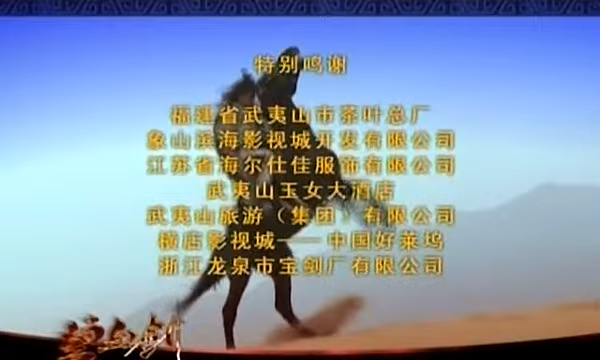 特别鸣谢
福建省武夷山市茶叶总厂
象山滨海影视城开发有限公司
江苏省海尔仕佳服饰有限公司
武夷山玉女大酒店
武夷山旅游（集团）有限公司
横店影视城——中国好莱坞
浙江龙泉市宝剑厂有限公司